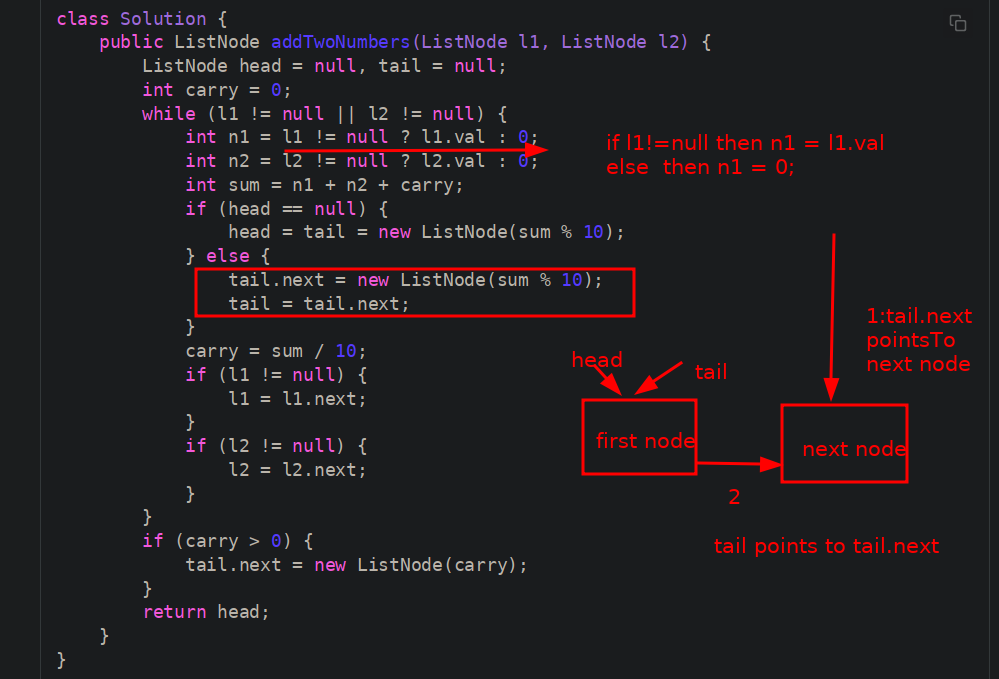 class Solution {
    public ListNode addTwoNumbers(ListNode l1, ListNode l2) {
        ListNode head = null, tail = null;
        int carry = 0;
        while (l1 != null || l2 != null) {
            int n1 = l1 != null ? l1.val : 0;
            int n2 = l2 != null ? l2.val : 0;
            int sum = n1 + n2 + carry;
            if (head == null) {
                head = tail = new ListNode(sum % 10);
            } else {
                tail.next = new ListNode(sum % 10);
                tail = tail.next;
            }
            carry = sum / 10;
            if (l1 != null) {
                l1 = l1.next;
            }
            if (l2 != null) {
                l2 = l2.next;
            }
        }
        if (carry > 0) {
            tail.next = new ListNode(carry);
        }
        return head;
    }
}
if l1!=null then n1 = l1.val
else  then n1 = 0;
1:tail.next
pointsTo
next node
head
tail
first node
next node
2
tail points to tail.next